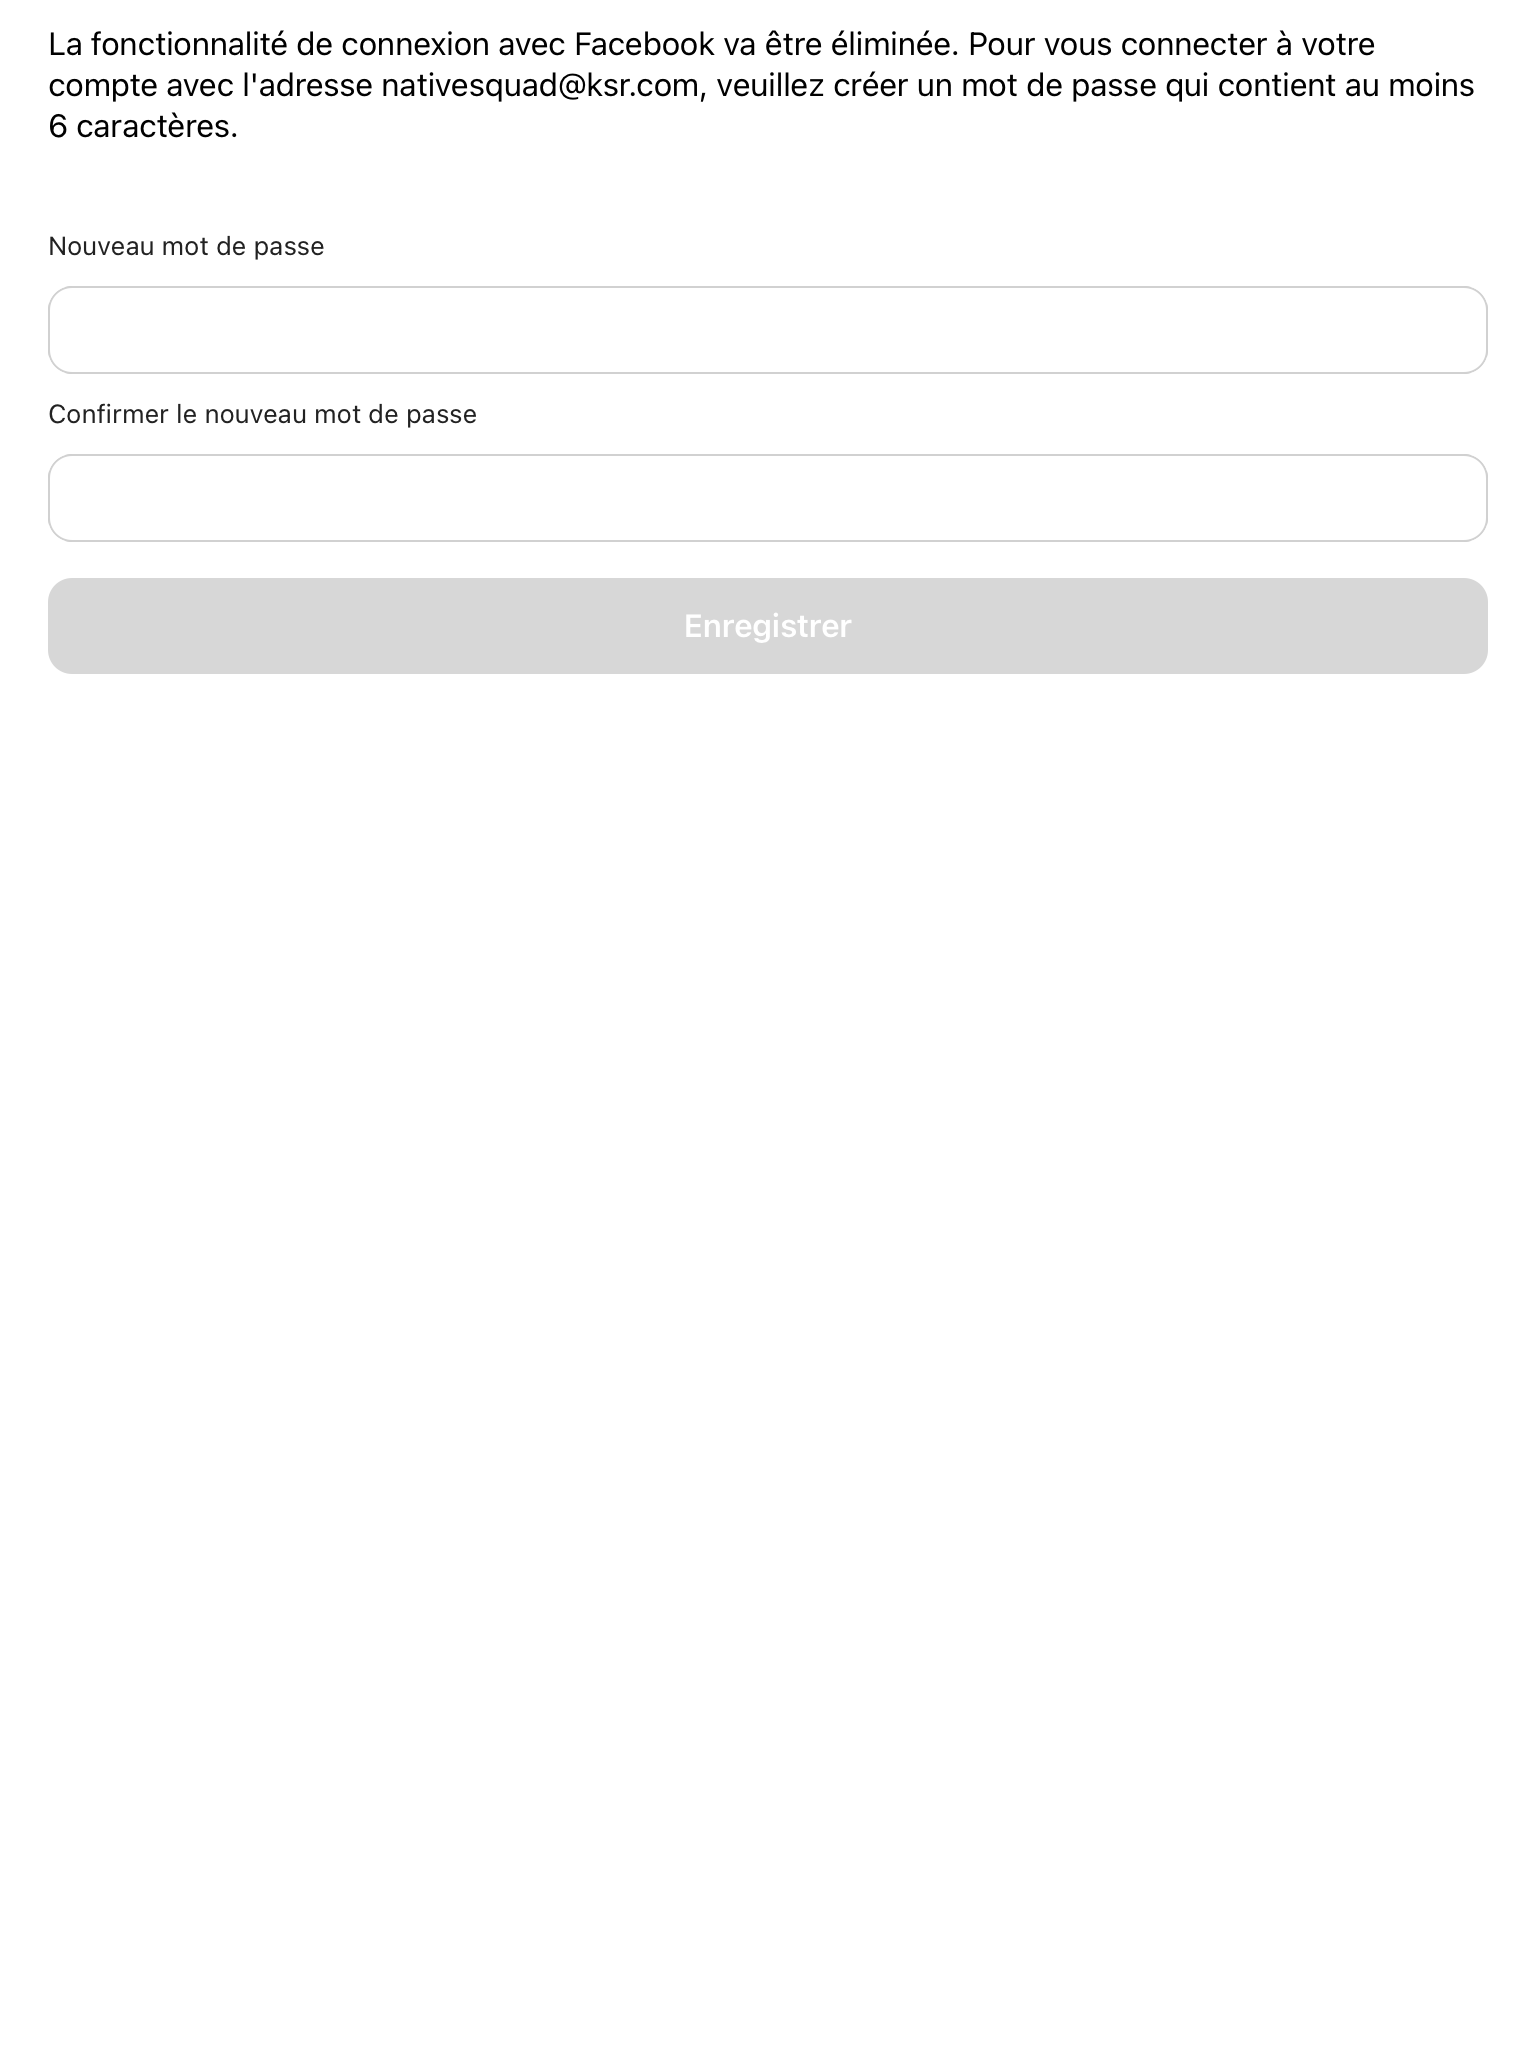 La fonctionnalité de connexion avec Facebook va être éliminée. Pour vous connecter à votre
compte avec l'adresse nativesquad@ksr.com, veuillez créer un mot de passe qui contient au moins
6 caractères.
Nouveau mot de passe
Confirmer le nouveau mot de passe
Enregistrer